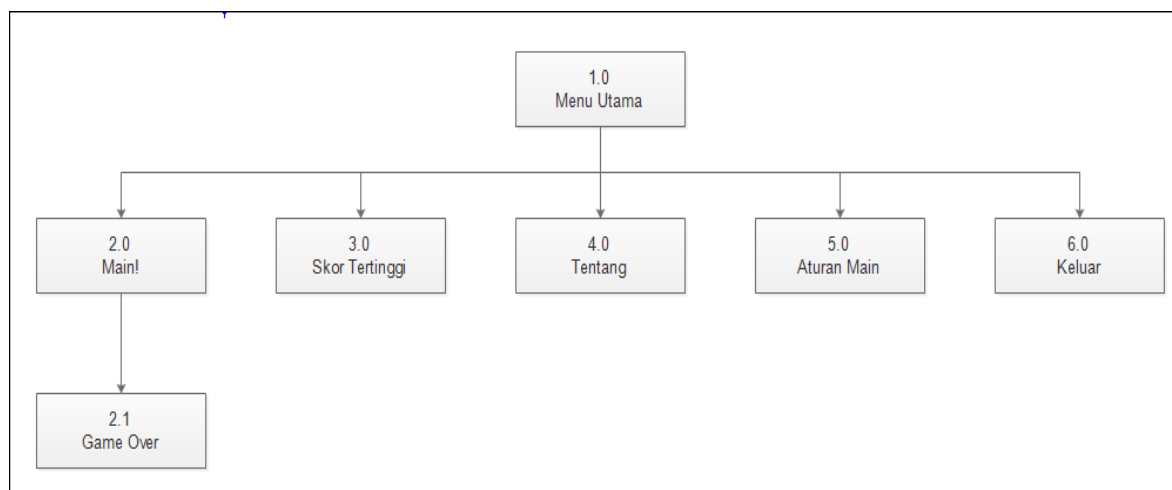 1.0
Menu Utama
2.0
Main!
3.0
Skor Tertinggi
4.0
Tentang
5.0
Aturan Main
6.0
Keluar
2.1
Game Over